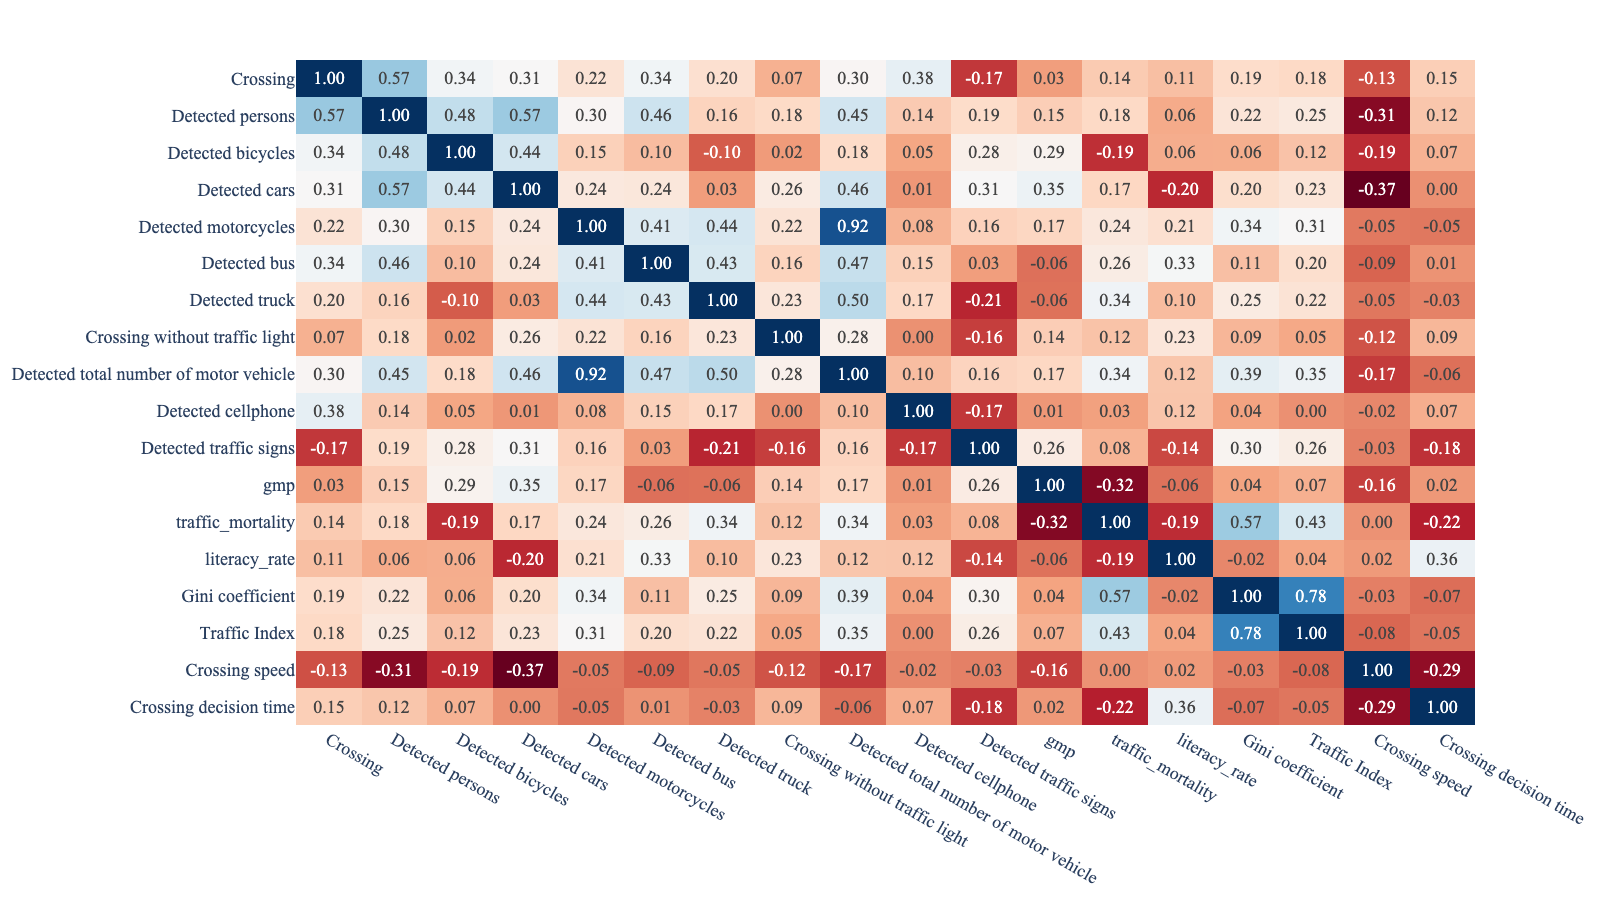 Crossing 1.00 0.57 0.34 0.31 0.22 0.34 0.20 0.07 0.30 0.38 -0.17 0.03 0.14 0.11 0.19 0.18 -0.13 0.15
Detected persons 0.57 1.00 0.48 0.57 0.30 0.46 0.16 0.18 0.45 0.14 0.19 0.15 0.18 0.06 0.22 0.25 -0.31 0.12
Detected bicycles 0.34 0.48 1.00 0.44 0.15 0.10 -0.10 0.02 0.18 0.05 0.28 0.29 -0.19 0.06 0.06 0.12 -0.19 0.07
Detected cars 0.31 0.57 0.44 1.00 0.24 0.24 0.03 0.26 0.46 0.01 0.31 0.35 0.17 -0.20 0.20 0.23 -0.37 0.00
Detected motorcycles 0.22 0.30 0.15 0.24 1.00 0.41 0.44 0.22 0.92 0.08 0.16 0.17 0.24 0.21 0.34 0.31 -0.05 -0.05
Detected bus 0.34 0.46 0.10 0.24 0.41 1.00 0.43 0.16 0.47 0.15 0.03 -0.06 0.26 0.33 0.11 0.20 -0.09 0.01
Detected truck 0.20 0.16 -0.10 0.03 0.44 0.43 1.00 0.23 0.50 0.17 -0.21 -0.06 0.34 0.10 0.25 0.22 -0.05 -0.03
Crossing without traffic light 0.07 0.18 0.02 0.26 0.22 0.16 0.23 1.00 0.28 0.00 -0.16 0.14 0.12 0.23 0.09 0.05 -0.12 0.09
Detected total number of motor vehicle 0.30 0.45 0.18 0.46 0.92 0.47 0.50 0.28 1.00 0.10 0.16 0.17 0.34 0.12 0.39 0.35 -0.17 -0.06
Detected cellphone 0.38 0.14 0.05 0.01 0.08 0.15 0.17 0.00 0.10 1.00 -0.17 0.01 0.03 0.12 0.04 0.00 -0.02 0.07
Detected traffic signs -0.17 0.19 0.28 0.31 0.16 0.03 -0.21 -0.16 0.16 -0.17 1.00 0.26 0.08 -0.14 0.30 0.26 -0.03 -0.18
gmp 0.03 0.15 0.29 0.35 0.17 -0.06 -0.06 0.14 0.17 0.01 0.26 1.00 -0.32 -0.06 0.04 0.07 -0.16 0.02
traffic_mortality 0.14 0.18 -0.19 0.17 0.24 0.26 0.34 0.12 0.34 0.03 0.08 -0.32 1.00 -0.19 0.57 0.43 0.00 -0.22
literacy_rate 0.11 0.06 0.06 -0.20 0.21 0.33 0.10 0.23 0.12 0.12 -0.14 -0.06 -0.19 1.00 -0.02 0.04 0.02 0.36
Gini coefficient 0.19 0.22 0.06 0.20 0.34 0.11 0.25 0.09 0.39 0.04 0.30 0.04 0.57 -0.02 1.00 0.78 -0.03 -0.07
Traffic Index 0.18 0.25 0.12 0.23 0.31 0.20 0.22 0.05 0.35 0.00 0.26 0.07 0.43 0.04 0.78 1.00 -0.08 -0.05
Crossing speed -0.13 -0.31 -0.19 -0.37 -0.05 -0.09 -0.05 -0.12 -0.17 -0.02 -0.03 -0.16 0.00 0.02 -0.03 -0.08 1.00 -0.29
Crossing decision time 0.15 0.12 0.07 0.00 -0.05 0.01 -0.03 0.09 -0.06 0.07 -0.18 0.02 -0.22 0.36 -0.07 -0.05 -0.29 1.00
Crossing
Detected persons
Detected bicycles
Detected cars
Detected motorcycles
Detected bus
Detected truck
Crossing without traffic light
Detected total number of motor vehicle
Detected cellphone
Detected traffic signs
gmp
traffic_mortality
literacy_rate
Gini coefficient
Traffic Index
Crossing speed
Crossing decision time